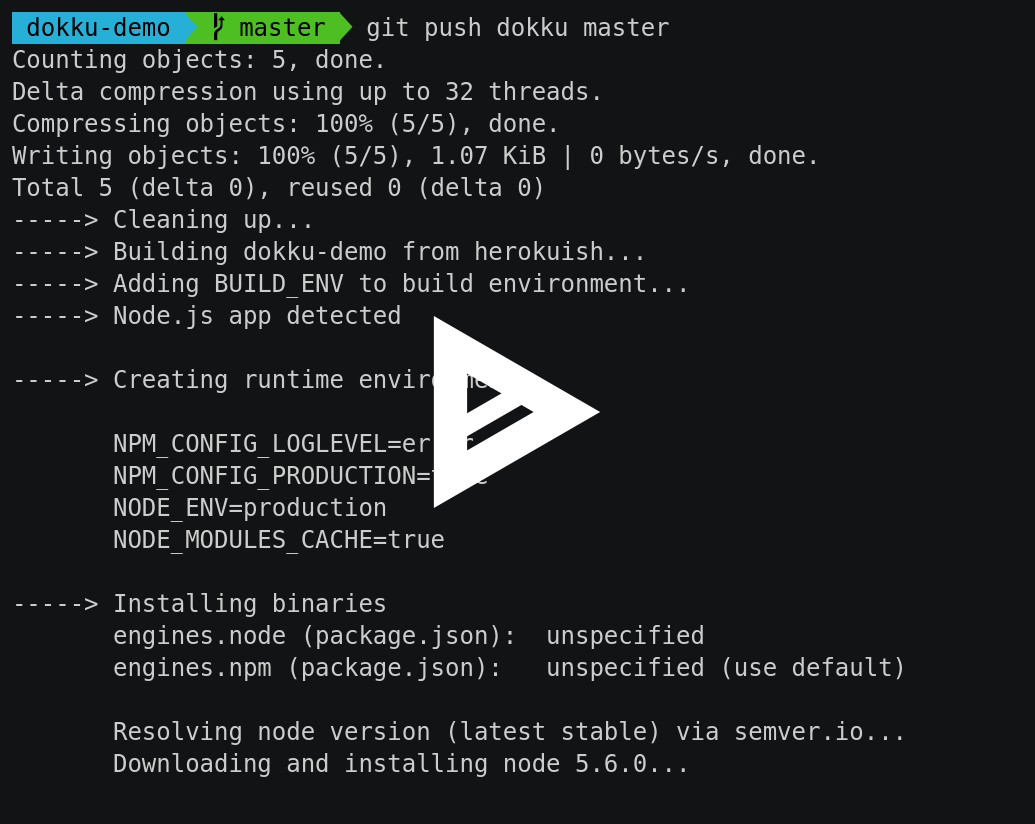 dokku-demo master git push dokku master
Counting objects: 5, done.
Delta compression using up to 32 threads.
Compressing objects: 100% (5/5), done.
Writing objects: 100% (5/5), 1.07 KiB | 0 bytes/s, done.
Total 5 (delta 0), reused 0 (delta 0)
-----> Cleaning up...
-----> Building dokku-demo from herokuish...
-----> Adding BUILD_ENV to build environment...
-----> Node.js app detected
-----> Creating runtime
NPM_CONFIG_LOGLEVEL=error
NPM_CONFIG_PRODUCTION=
NODE_ENV=production
NODE_MODULES_CACHE=true
-----> Installing binaries
engines.node (package.json):  unspecified
engines.npm (package.json):   unspecified (use default)
Resolving node version (latest stable) via semver.io...
Downloading and installing node 5.6.0...